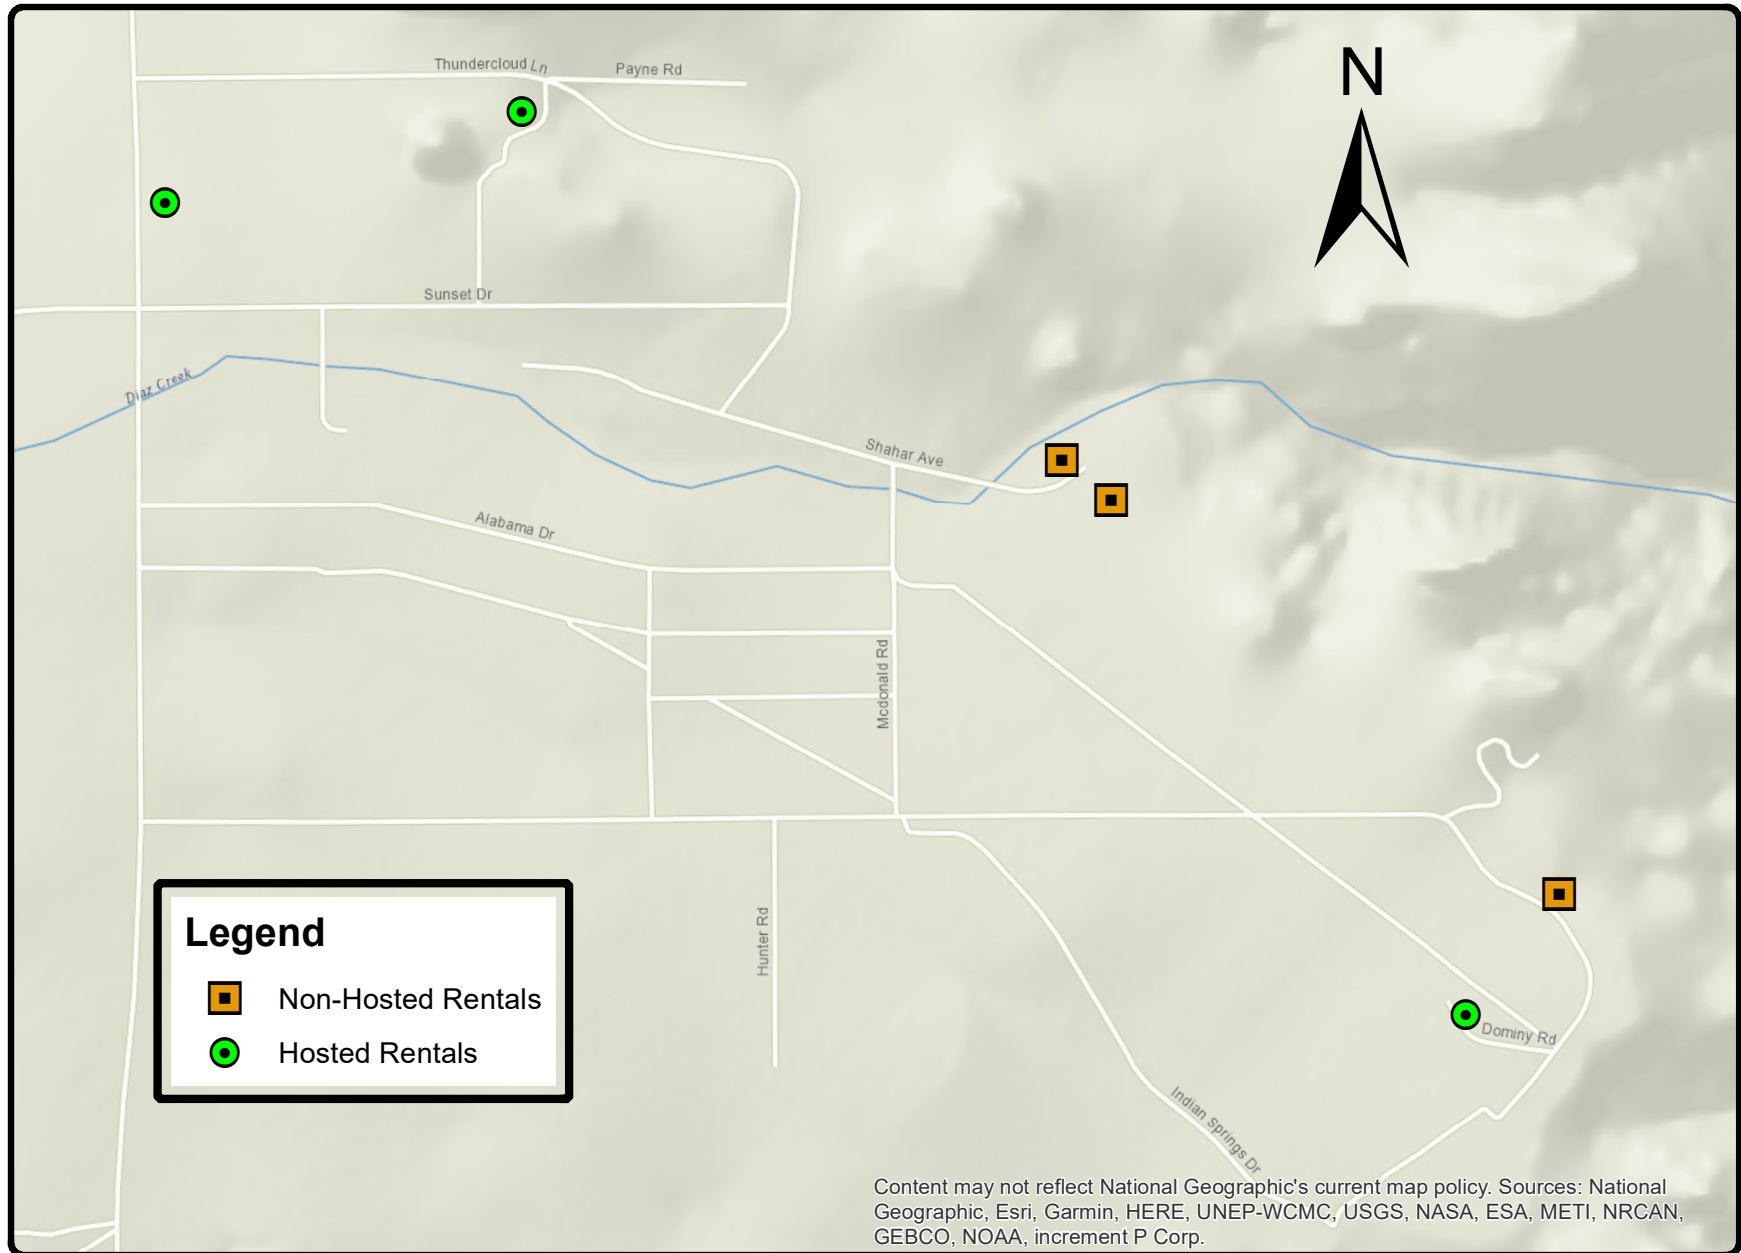 N
Thundercloud Ln
Payne Rd
Sunset Dr
Diaz Creek
Shahar Ave
Alabama Dr
Mcdonald Rd
Legend
Non-Hosted Rentals
Hosted Rentals
Hunter Rd
Dominy Rd
Indian Springs Dr
Content may not reflect National Geographic's current map policy. Sources: National
Geographic, Esri, Garmin, HERE, UNEP-WCMC, USGS, NASA, ESA, METI, NRCAN,
GEBCO, NOAA, increment P Corp.